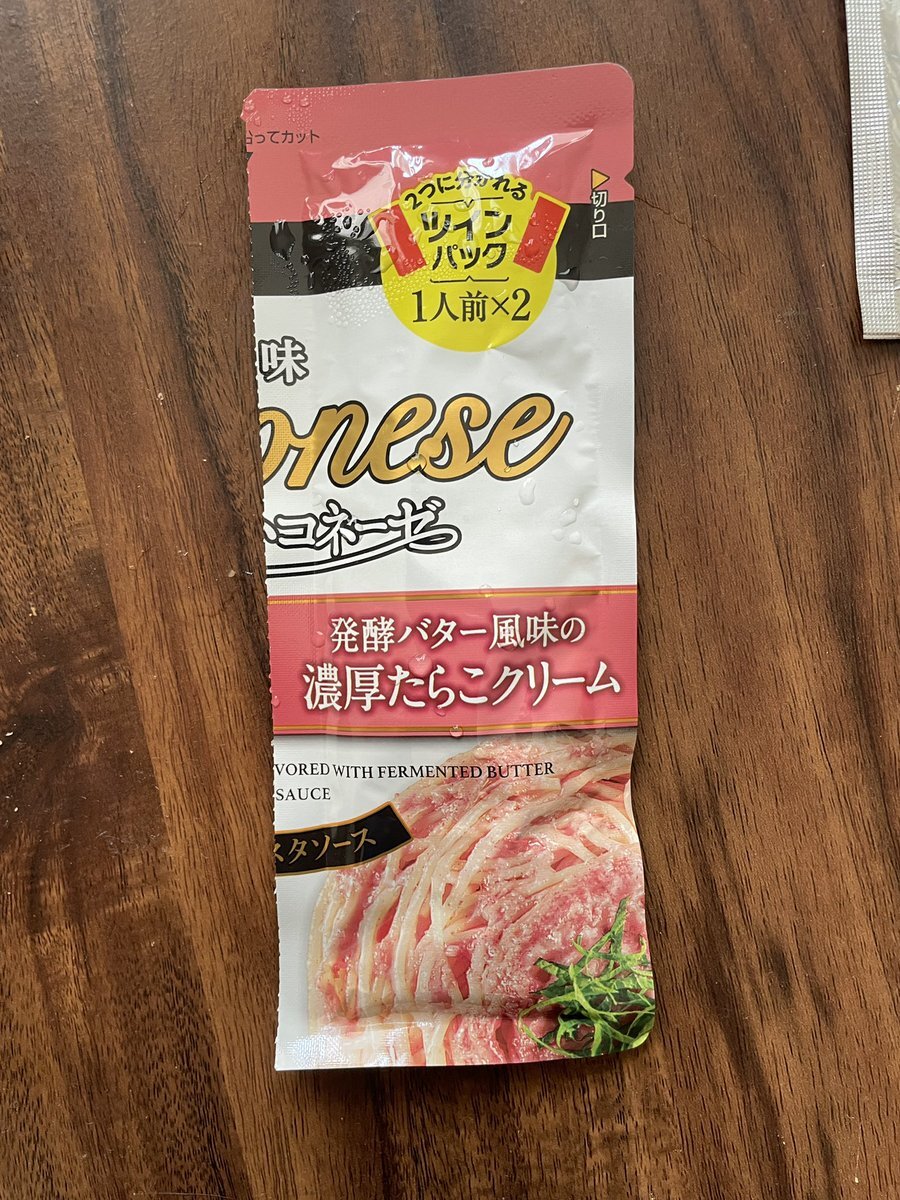 沿ってカット
2つに分かれる
ツイン
パック
1人前×2
切り口
味
onese
コネーゼ
発酵バター風味の
濃厚たらこクリーム
VORED WITH FERMENTED BUTTER
SAUCE
スタソース